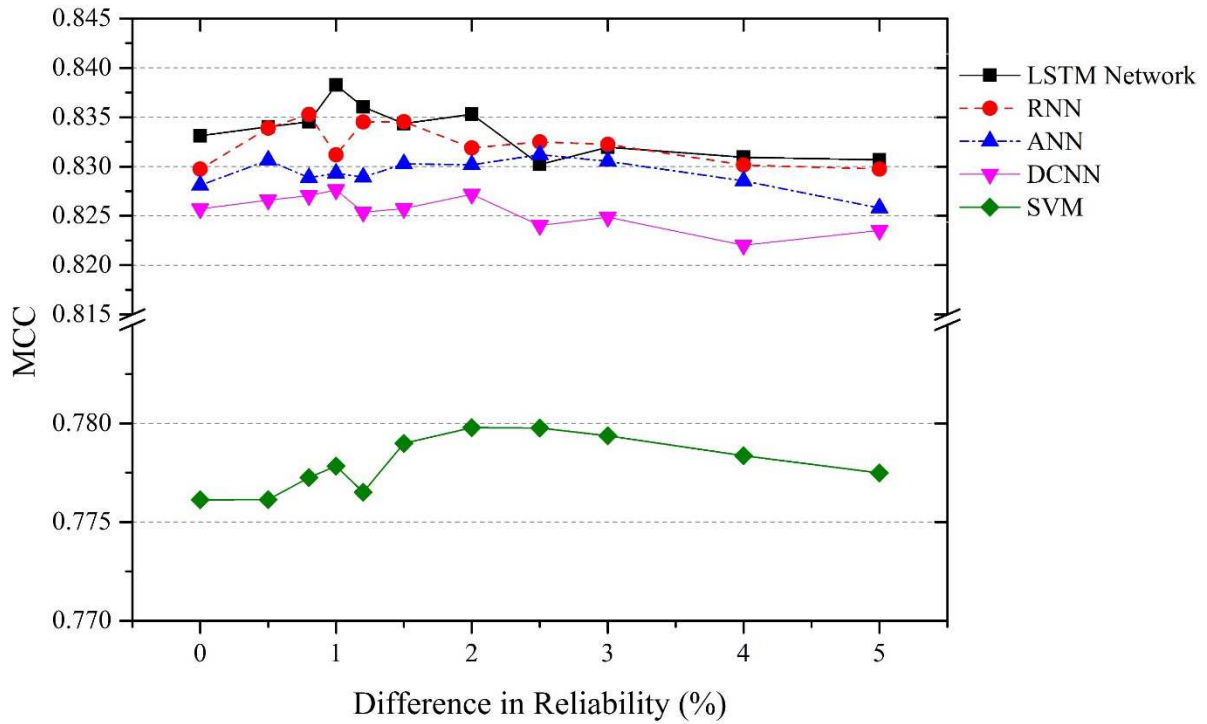 0.845
0.840
0.835
0.830
0.825
0.820
0.815
0.780
0.775
0.770
MCC
0 1 2 3 4 5
Difference in Reliability (%)
LSTM Network
RNN
ANN
DCNN
SVM